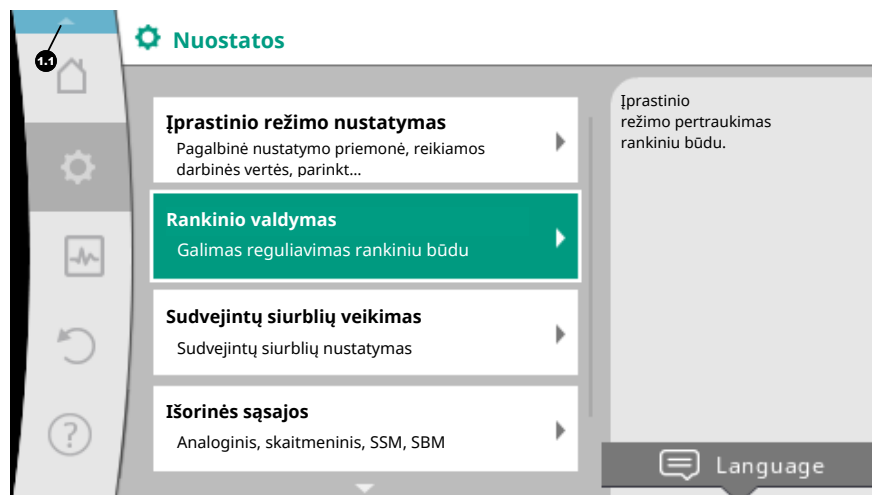 1.1
Nuostatos
Įprastinio režimo nustatymas
Pagalbinė nustatymo priemonė, reikiamos
darbinės vertės, parinkt...
Rankinio valdymas
Galimas reguliavimas rankiniu būdu
Sudvejintų siurblių veikimas
Sudvejintų siurblių nustatymas
Išorinės sąsajos
Analoginis, skaitmeninis, SSM, SBM
Įprastinio
režimo pertraukimas
rankiniu būdu.
?
Language